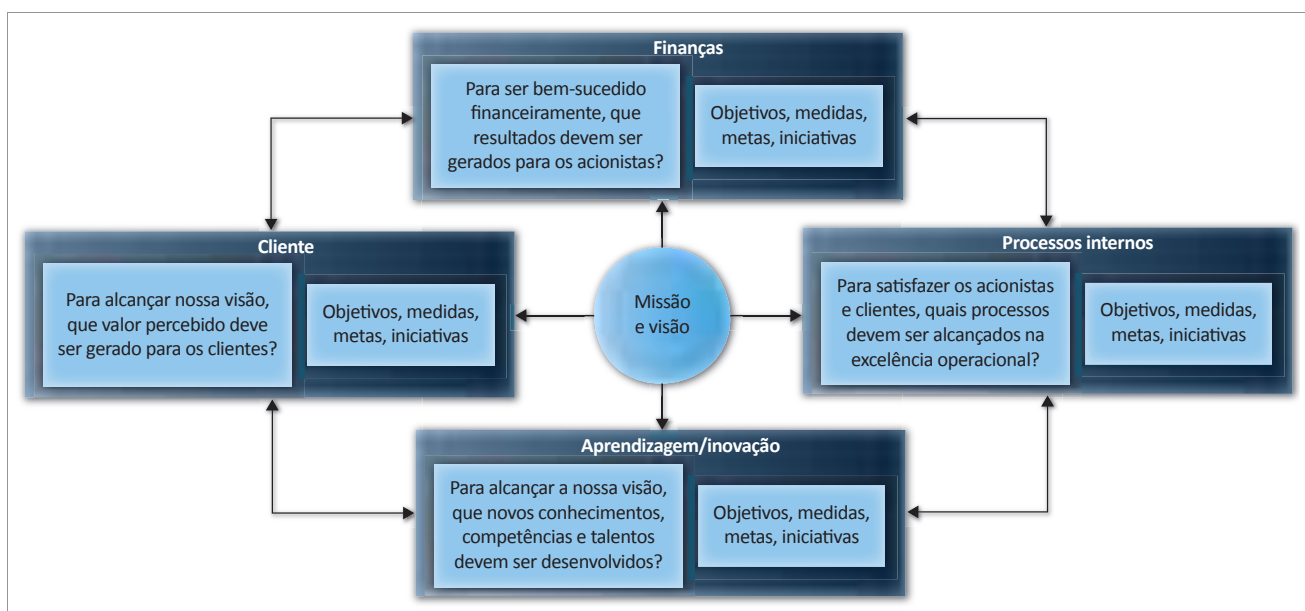 Finanças
Para ser bem-sucedido
financeiramente, que
resultados devem ser
gerados para os acionistas?
Objetivos, medidas,
metas, iniciativas
Cliente
Para alcançar nossa visão,
que valor percebido deve
ser gerado para os clientes?
Objetivos, medidas,
metas, iniciativas
Missão
e visão
Processos internos
Para satisfazer os acionistas
e clientes, quais processos
devem ser alcançados na
excelência operacional?
Objetivos, medidas,
metas, iniciativas
Aprendizagem/inovação
Para alcançar a nossa visão,
que novos conhecimentos,
competências e talentos
devem ser desenvolvidos?
Objetivos, medidas,
metas, iniciativas